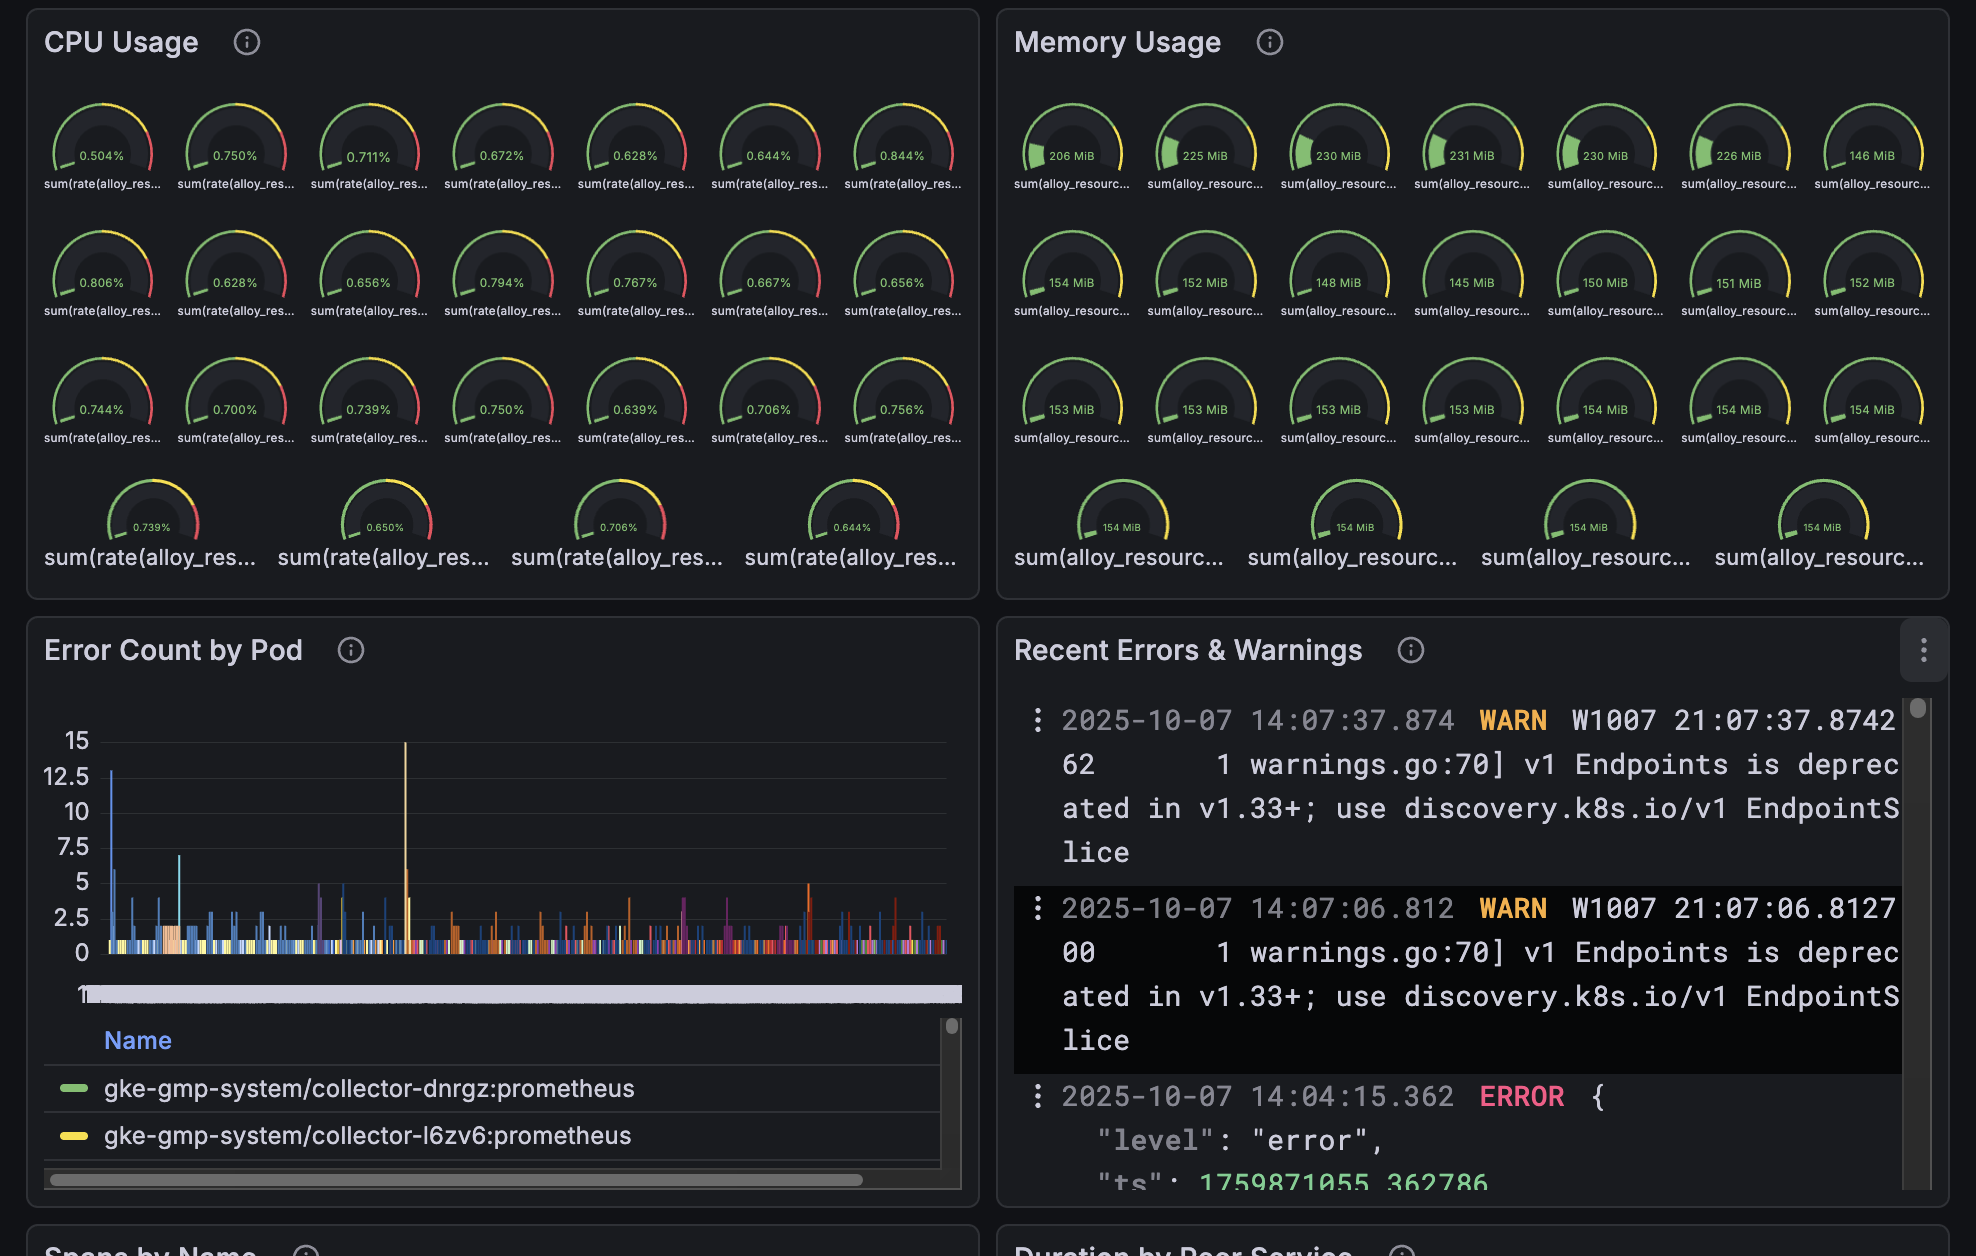 CPU Usage
Memory Usage
0.504% 0.750% 0.711% 0.672% 0.628% 0.644% 0.844%
sum(rate(alloy_res... sum(rate(alloy_res... sum(rate(alloy_res... sum(rate(alloy_res... sum(rate(alloy_res... sum(rate(alloy_res... sum(rate(alloy_res...
0.806% 0.628% 0.656% 0.794% 0.767% 0.667% 0.656%
sum(rate(alloy_res... sum(rate(alloy_res... sum(rate(alloy_res... sum(rate(alloy_res... sum(rate(alloy_res... sum(rate(alloy_res... sum(rate(alloy_res...
0.744% 0.700% 0.739% 0.750% 0.639% 0.706% 0.756%
sum(rate(alloy_res... sum(rate(alloy_res... sum(rate(alloy_res... sum(rate(alloy_res... sum(rate(alloy_res... sum(rate(alloy_res... sum(rate(alloy_res...
0.739% 0.650% 0.706% 0.644%
sum(rate(alloy_res... sum(rate(alloy_res... sum(rate(alloy_res... sum(rate(alloy_res...
206 MiB 225 MiB 230 MiB 231 MiB 230 MiB 226 MiB 146 MiB
sum(alloy_resourc... sum(alloy_resourc... sum(alloy_resourc... sum(alloy_resourc... sum(alloy_resourc... sum(alloy_resourc... sum(alloy_resourc...
154 MiB 152 MiB 148 MiB 145 MiB 150 MiB 151 MiB 152 MiB
sum(alloy_resourc... sum(alloy_resourc... sum(alloy_resourc... sum(alloy_resourc... sum(alloy_resourc... sum(alloy_resourc... sum(alloy_resourc...
153 MiB 153 MiB 153 MiB 153 MiB 154 MiB 154 MiB 154 MiB
sum(alloy_resourc... sum(alloy_resourc... sum(alloy_resourc... sum(alloy_resourc... sum(alloy_resourc... sum(alloy_resourc... sum(alloy_resourc...
154 MiB 154 MiB 154 MiB 154 MiB
sum(alloy_resourc... sum(alloy_resourc... sum(alloy_resourc... sum(alloy_resourc...
Error Count by Pod
15
12.5
10
7.5
5
2.5
0
Name
gke-gmp-system/collector-dnrgz:prometheus
gke-gmp-system/collector-l6zv6:prometheus
Recent Errors & Warnings
2025-10-07 14:07:37.874 WARN W1007 21:07:37.8742
62 1 warnings.go:70] v1 Endpoints is deprec
ated in v1.33+; use discovery.k8s.io/v1 EndpointS
lice
2025-10-07 14:07:06.812 WARN W1007 21:07:06.8127
00 1 warnings.go:70] v1 Endpoints is deprec
ated in v1.33+; use discovery.k8s.io/v1 EndpointS
lice
2025-10-07 14:04:15.362 ERROR {
"level": "error",
"ts": 1759871055.362786
Spans by Name
Duration by Peer Service